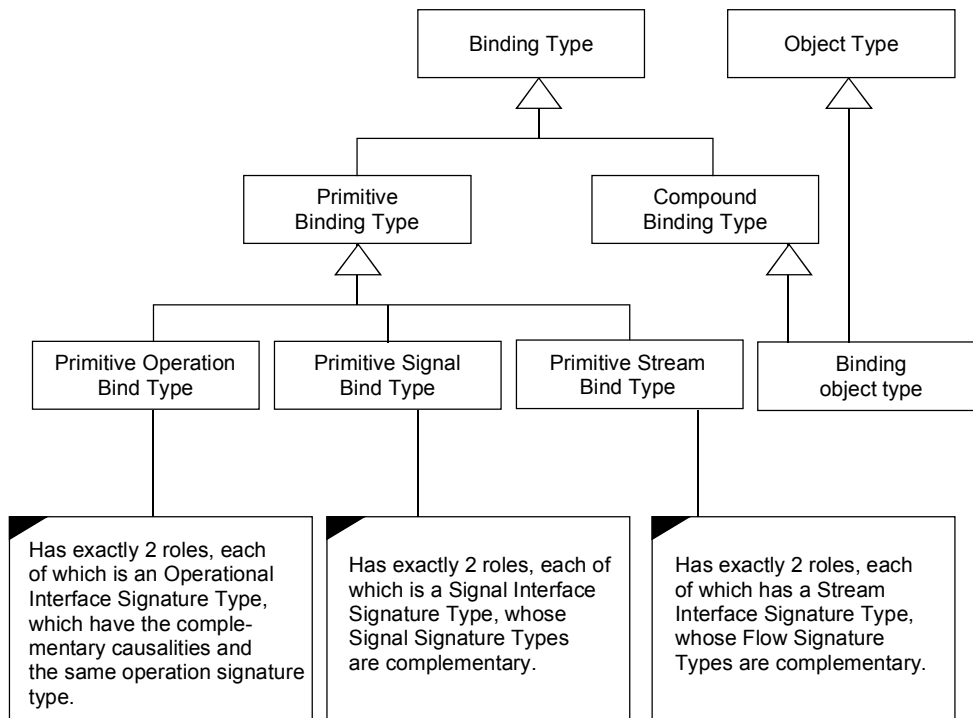 Binding Type
Object Type
Primitive
Binding Type
Compound
Binding Type
Primitive Operation
Bind Type
Primitive Signal
Bind Type
Primitive Stream
Bind Type
Binding
object type
Has exactly 2 roles, each
of which is an Operational
Interface Signature Type,
which have the comple-
mentary causalities and
the same operation signature
type.
Has exactly 2 roles, each of
which is a Signal Interface
Signature Type, whose
Signal Signature Types
are complementary.
Has exactly 2 roles, each
of which has a Stream
Interface Signature Type,
whose Flow Signature
Types are complementary.